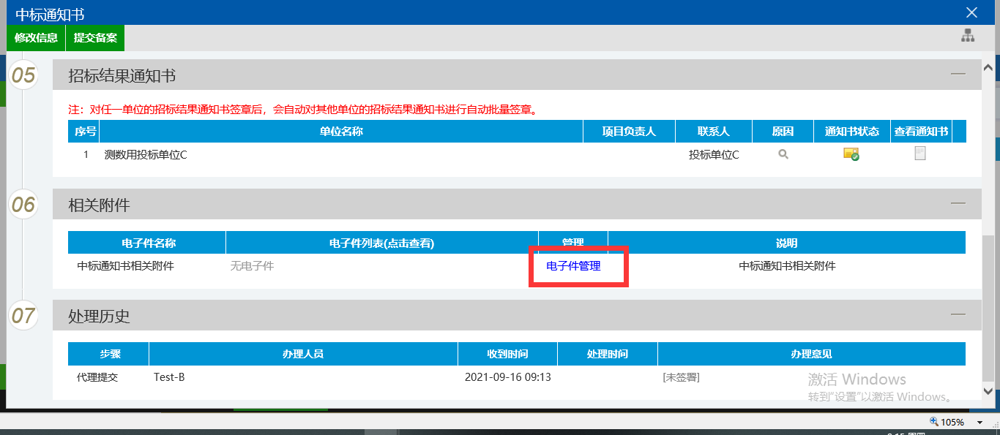 中标通知书
修改信息 提交备案
05 招标结果通知书
注：对任一单位的招标结果通知书签章后，会自动对其他单位的招标结果通知书进行自动批量签章。
序号 单位名称 项目负责人 联系人 原因 通知书状态 查看通知书
1 测数用投标单位C 投标单位C
06 相关附件
电子件名称 电子件列表(点击查看) 管理 说明
中标通知书相关附件 无电子件 电子件管理 中标通知书相关附件
07 处理历史
步骤 办理人员 收到时间 处理时间 办理意见
代理提交 Test-B 2021-09-16 09:13 [未签署]
激活 Windows
转到"设置"以激活 Windows。
105%